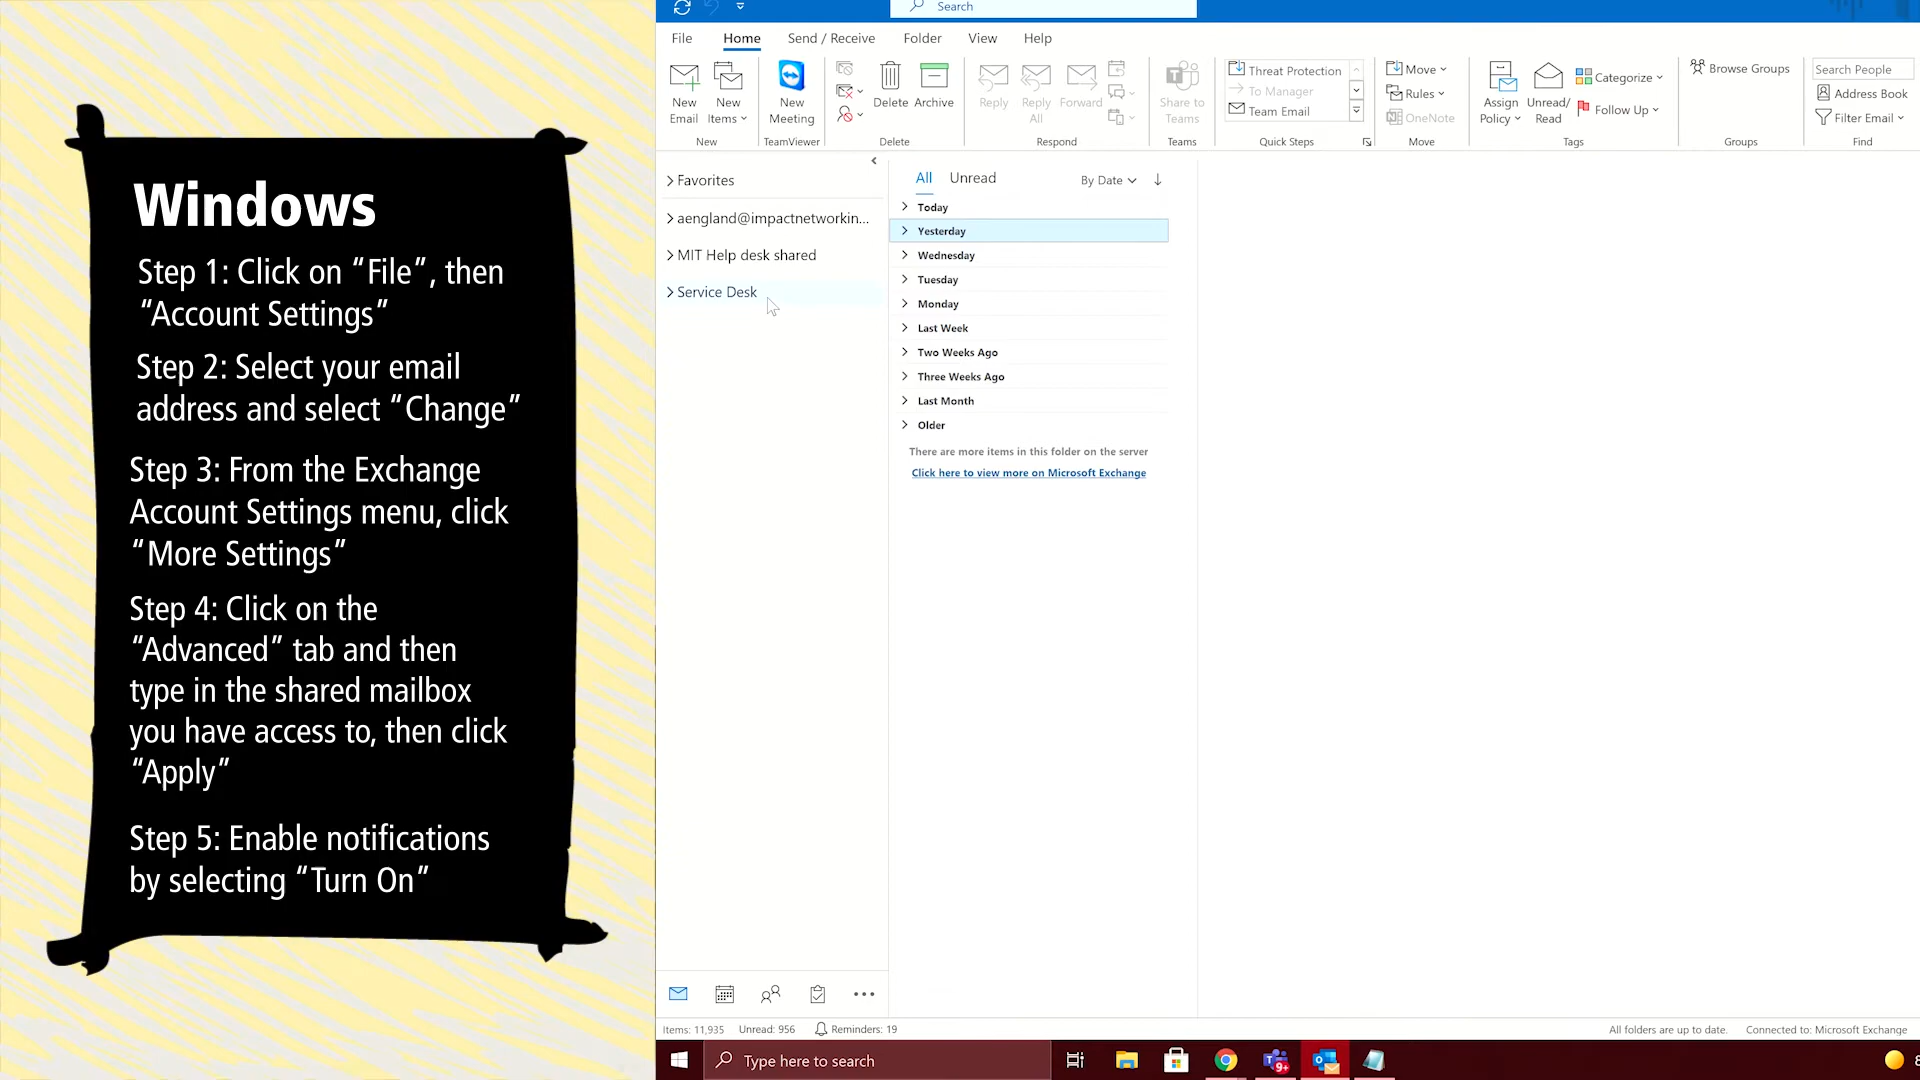 Windows
Step 1: Click on “File”, then
“Account Settings”
Step 2: Select your email
address and select “Change”
Step 3: From the Exchange
Account Settings menu, click
“More Settings”
Step 4: Click on the
“Advanced” tab and then
type in the shared mailbox
you have access to, then click
“Apply”
Step 5: Enable notifications
by selecting “Turn On”
Search
File Home Send / Receive Folder View Help
New Email
New Items
New
New Meeting
TeamViewer
Delete
Archive
Delete
Reply
Reply All
Forward
Respond
Share to Teams
Teams
Threat Protection
To Manager
Team Email
Quick Steps
Move
Rules
OneNote
Move
Assign Policy
Unread/ Read
Categorize
Follow Up
Tags
Browse Groups
Groups
Search People
Address Book
Filter Email
Find
Favorites
aengland@impactnetworkin...
MIT Help desk shared
Service Desk
All Unread By Date
Today
Yesterday
Wednesday
Tuesday
Monday
Last Week
Two Weeks Ago
Three Weeks Ago
Last Month
Older
There are more items in this folder on the server
Click here to view more on Microsoft Exchange
Items: 11,935 Unread: 956 Reminders: 19
All folders are up to date. Connected to: Microsoft Exchange
Type here to search
9+